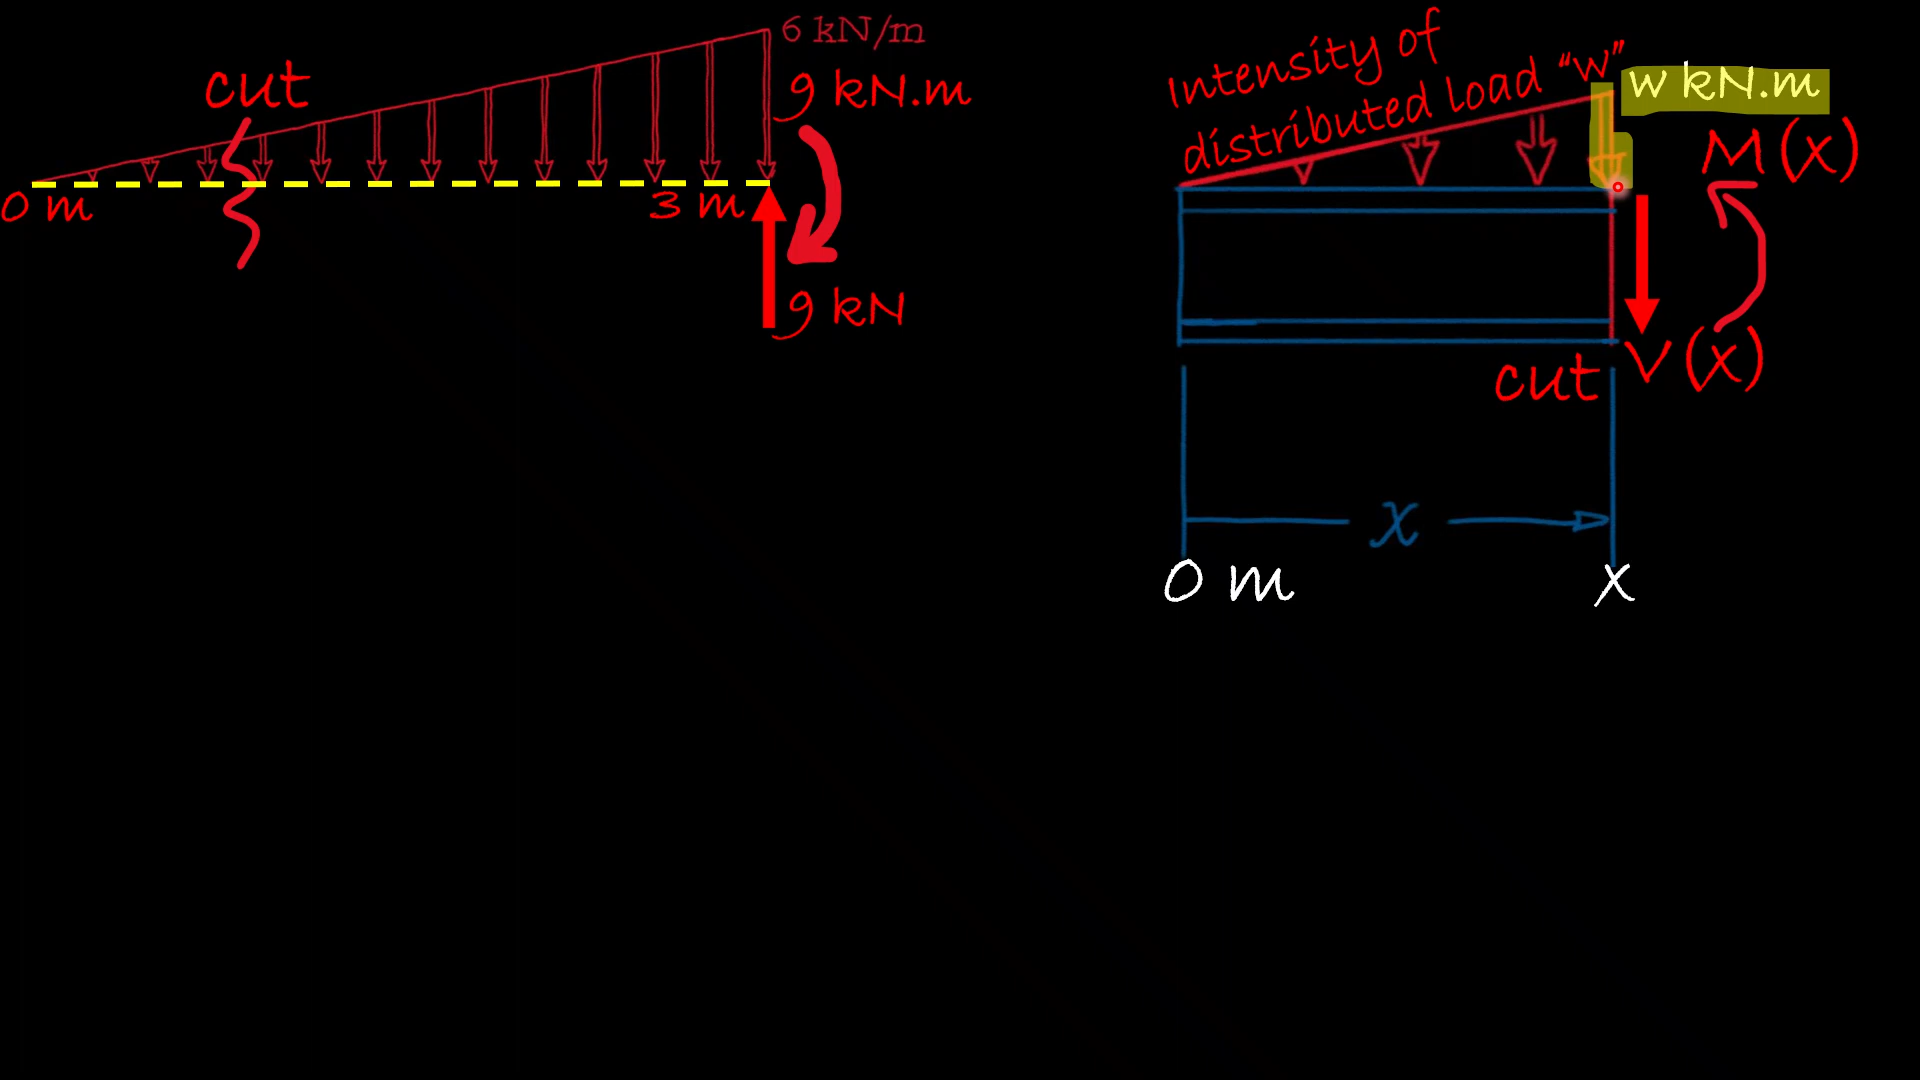 6 kN/m
cut
9 kN.m
0 m
3 m
9 kN
Intensity of
distributed load “w”
w kN.m
M (x)
cut
V (x)
x
0 m
x